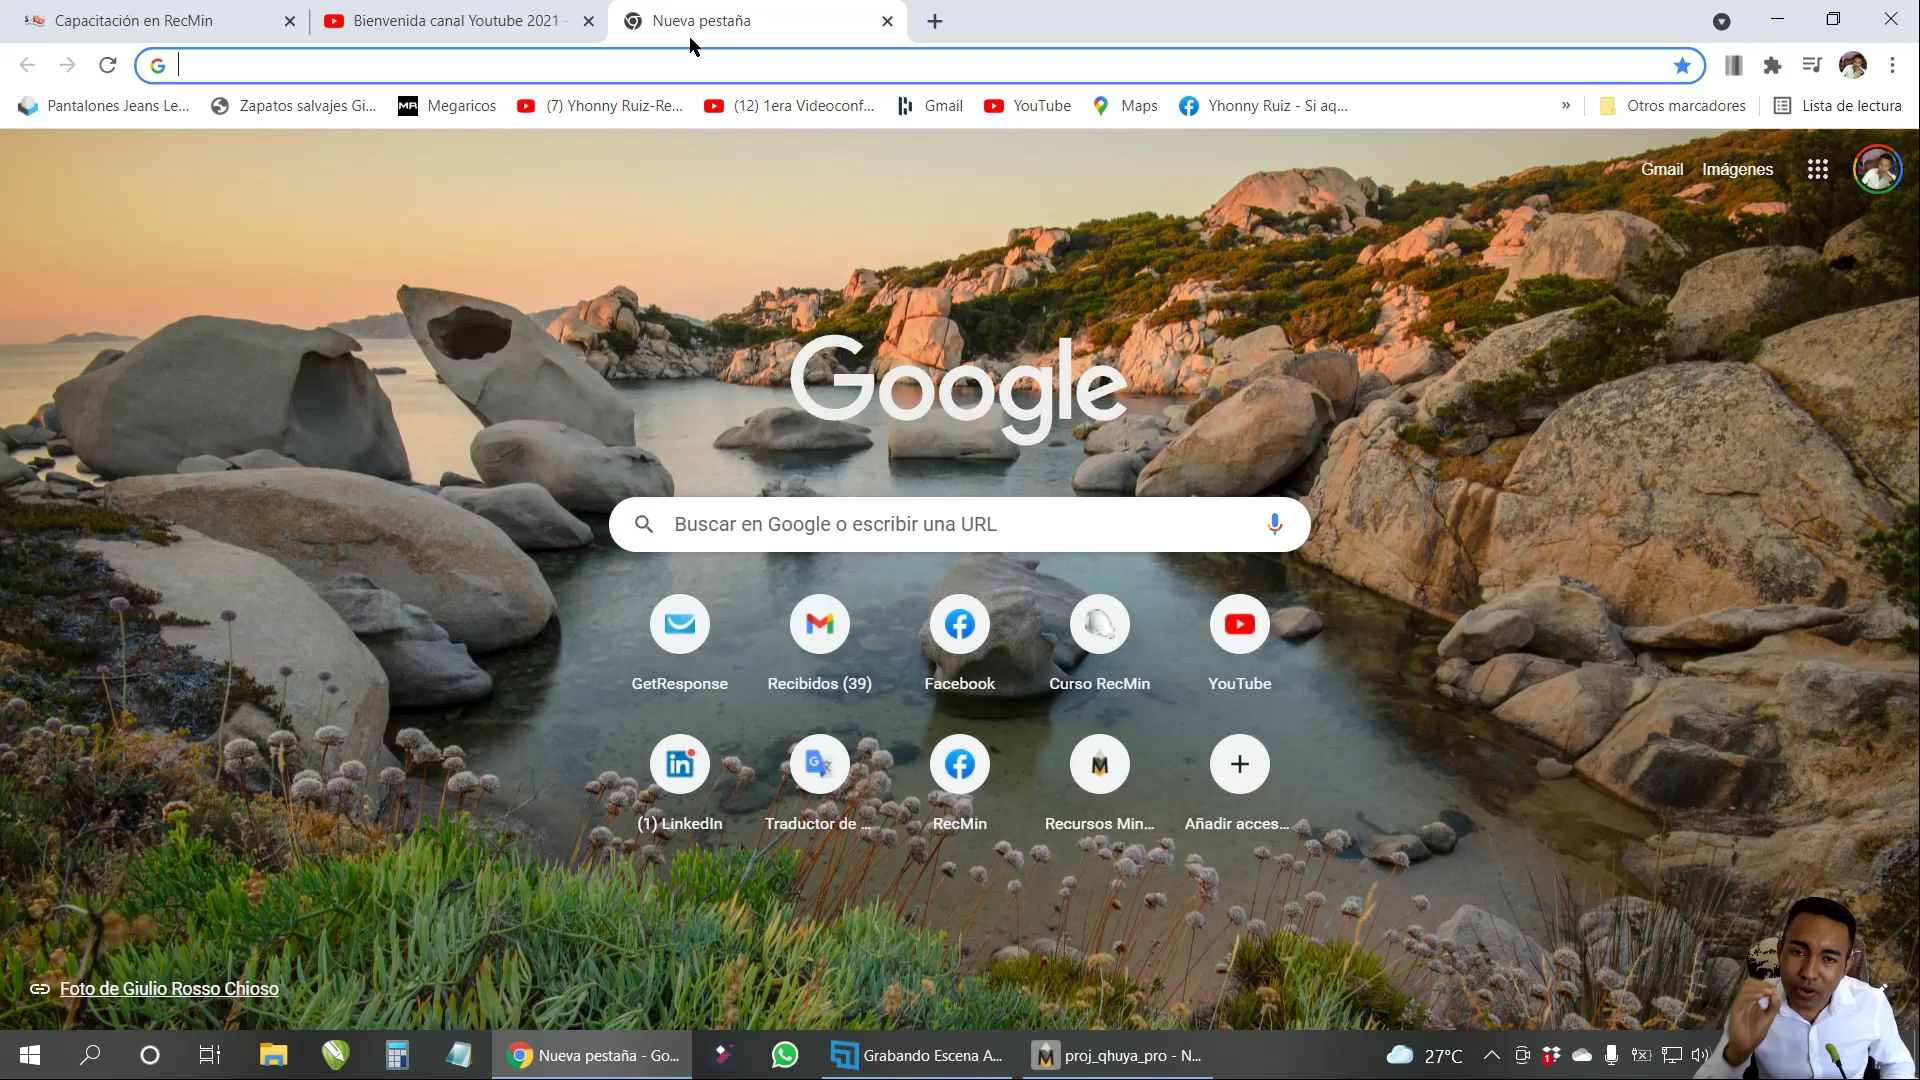 Capacitación en RecMin
Bienvenida canal Youtube 2021 -
Nueva pestaña
Pantalones Jeans Le...
Zapatos salvajes Gi...
MR
Megaricos
(7) Yhonny Ruiz-Re...
(12) 1era Videoconf...
Gmail
YouTube
Maps
Yhonny Ruiz - Si aq...
»
Otros marcadores
Lista de lectura
Gmail
Imágenes
Google
Buscar en Google o escribir una URL
GetResponse
Recibidos (39)
Facebook
Curso RecMin
YouTube
(1) LinkedIn
Traductor de ...
RecMin
Recursos Min...
Añadir acces...
Foto de Giulio Rosso Chioso
Nueva pestaña - Go...
Grabando Escena A...
proj_qhuya_pro - N...
27°C
1